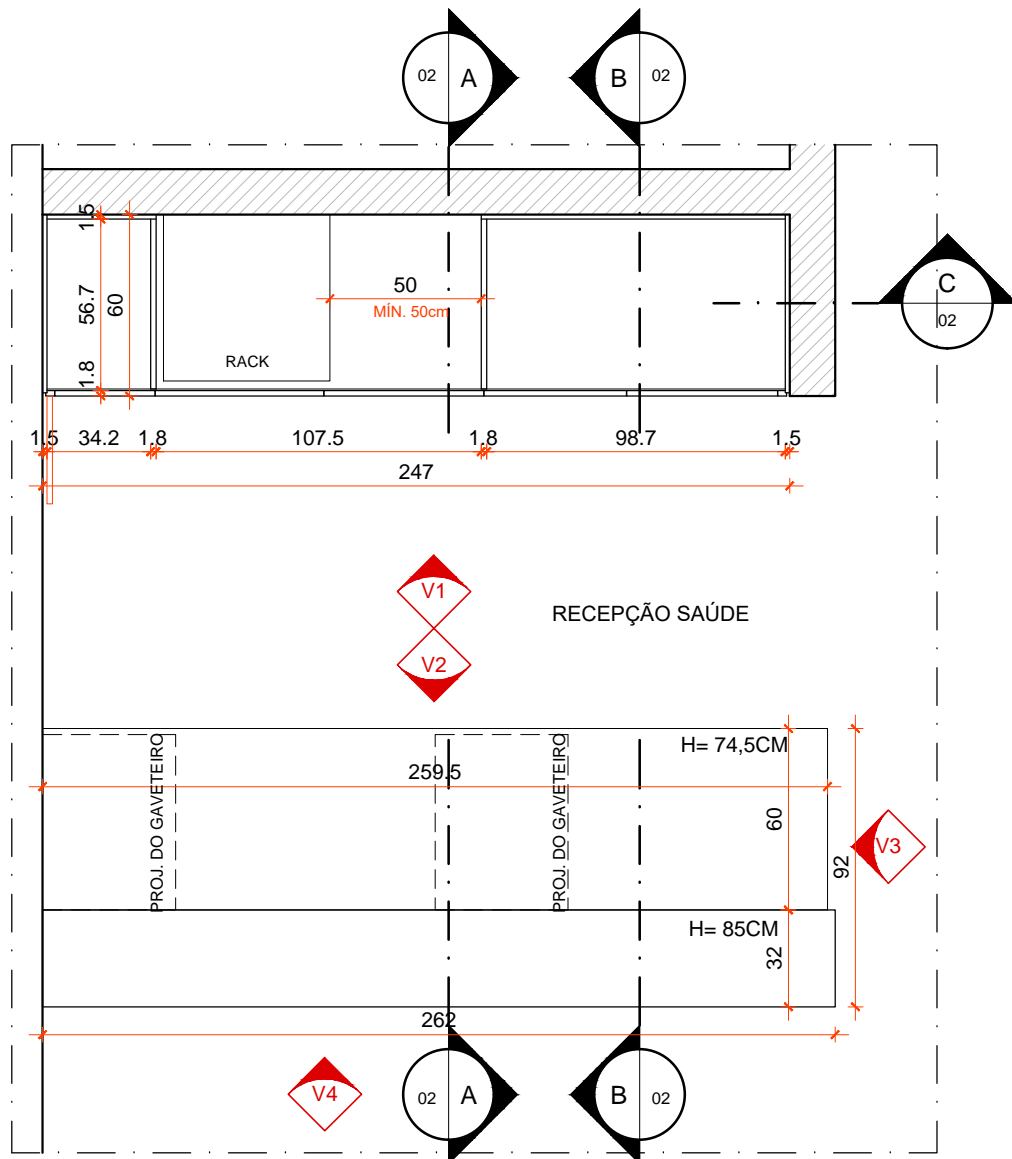 02 A
B 02
1.5
56.7
60
1.8
50
MÍN. 50cm
RACK
C
02
1.5 34.2 1.8 107.5 1.8 98.7 1.5
247
V1
RECEPÇÃO SAÚDE
V2
H= 74,5CM
PROJ. DO GAVETEIRO
259.5
PROJ. DO GAVETEIRO
60
V3
92
H= 85CM
32
262
V4
02 A
B 02